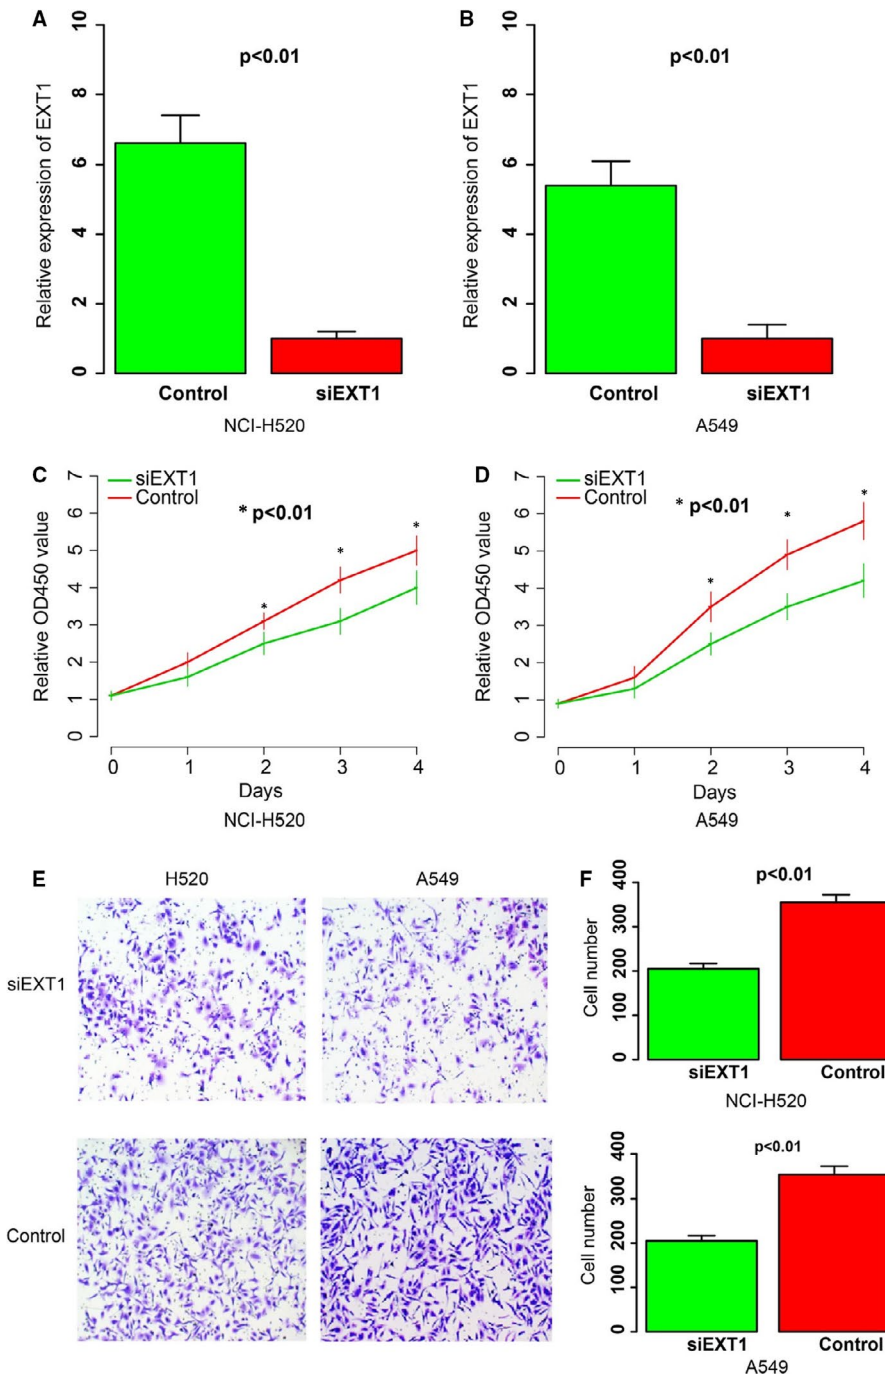 A
10
8
6
4
2
0
Relative expression of EXT1
p<0.01
Control
siEXT1
NCI-H520
B
10
8
6
4
2
0
Relative expression of EXT1
p<0.01
Control
siEXT1
A549
C
7
6
5
4
3
2
1
0
Relative OD450 value
siEXT1
Control
* p<0.01
*
*
*
0 1 2 3 4
Days
NCI-H520
D
7
6
5
4
3
2
1
0
Relative OD450 value
siEXT1
Control
* p<0.01
*
*
*
0 1 2 3 4
Days
A549
E
H520 A549
siEXT1
Control
F
400
300
200
100
0
Cell number
p<0.01
siEXT1
Control
NCI-H520
400
300
200
100
0
Cell number
p<0.01
siEXT1
Control
A549